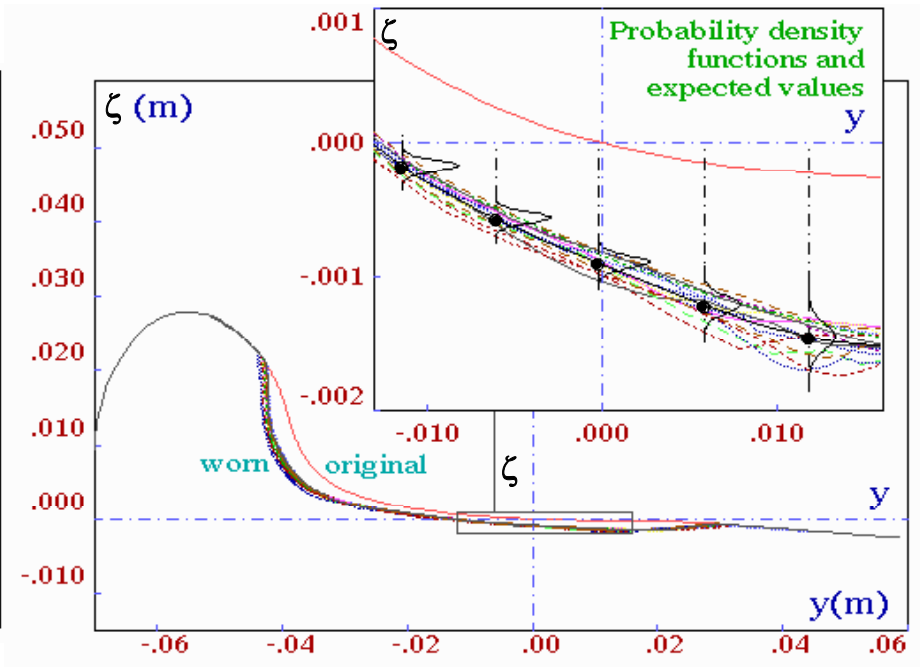 .001
ζ
Probability density
functions and
expected values
y
.000
-.001
-.002
-.010
.000
.010
ζ (m)
.050
.040
.030
.020
.010
.000
-.010
worn
original
ζ
y
y(m)
-.06
-.04
-.02
.00
.02
.04
.06